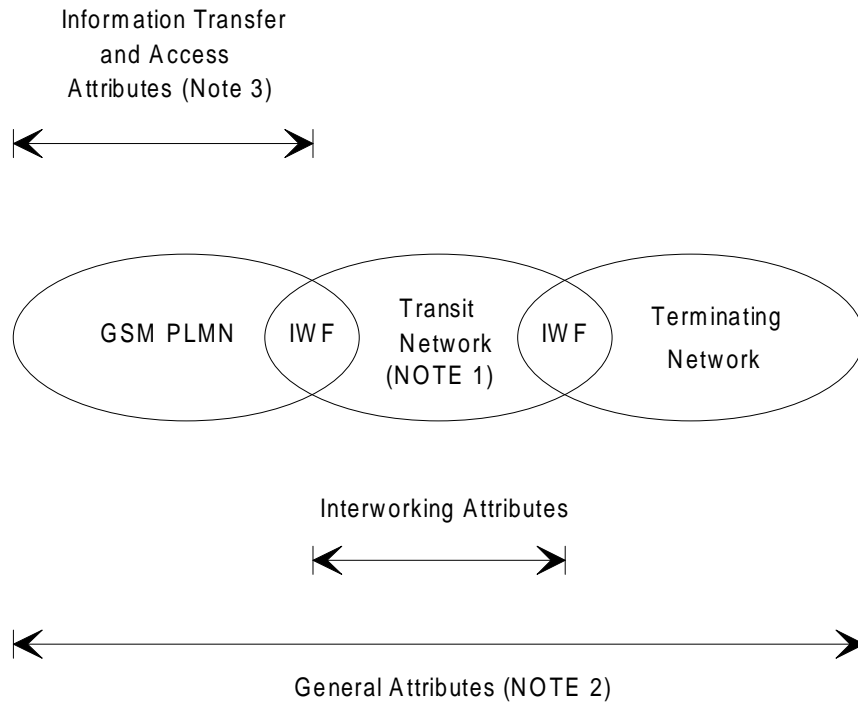 Information Transfer
and Access
Attributes (Note 3)
GSM PLMN
IWF
Transit
Network
(NOTE 1)
IWF
Terminating
Network
Interworking Attributes
General Attributes (NOTE 2)